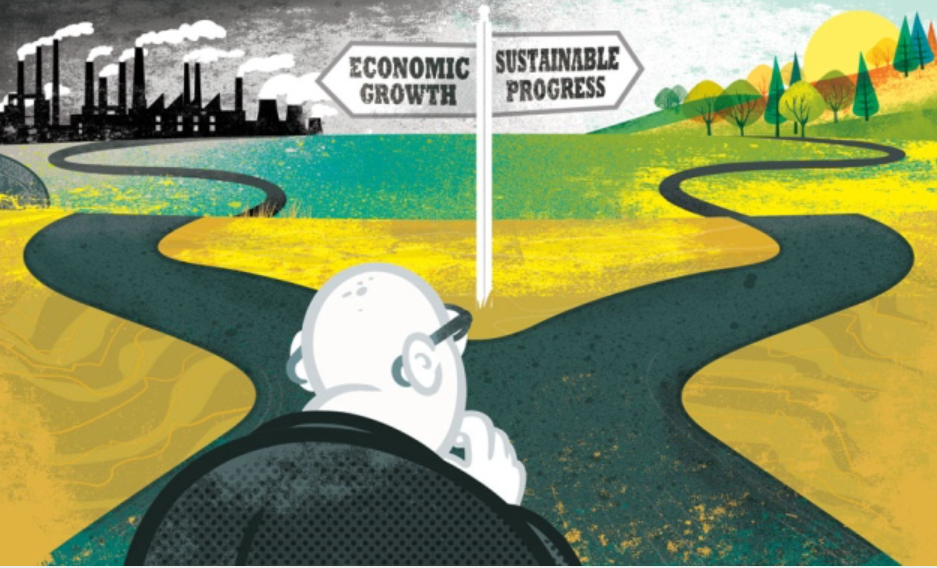 ECONOMIC
GROWTH
SUSTAINABLE
PROGRESS